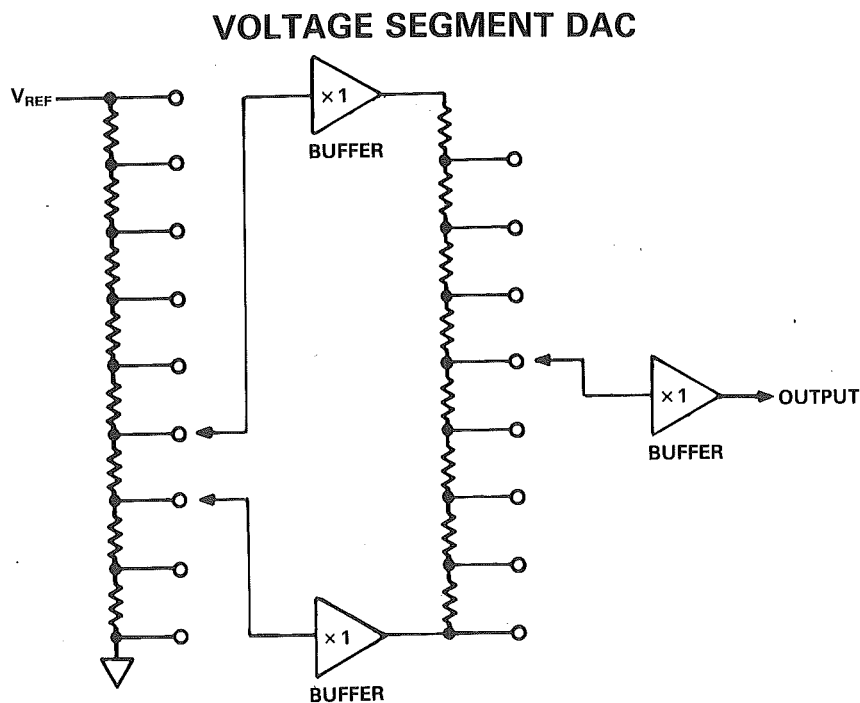 VOLTAGE SEGMENT DAC
VREF
×1
BUFFER
×1
BUFFER
OUTPUT
×1
BUFFER